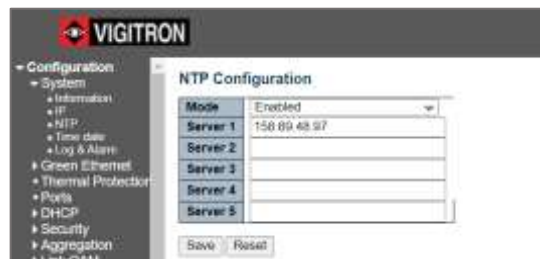 VIGITRON
Configuration
System
Information
IP
NTP
Time date
Log & Alarm
Green Ethernet
Thermal Protection
Ports
DHCP
Security
Aggregation
Link OAM
NTP Configuration
Mode Enabled
Server 1 158.89.48.97
Server 2
Server 3
Server 4
Server 5
Save Reset